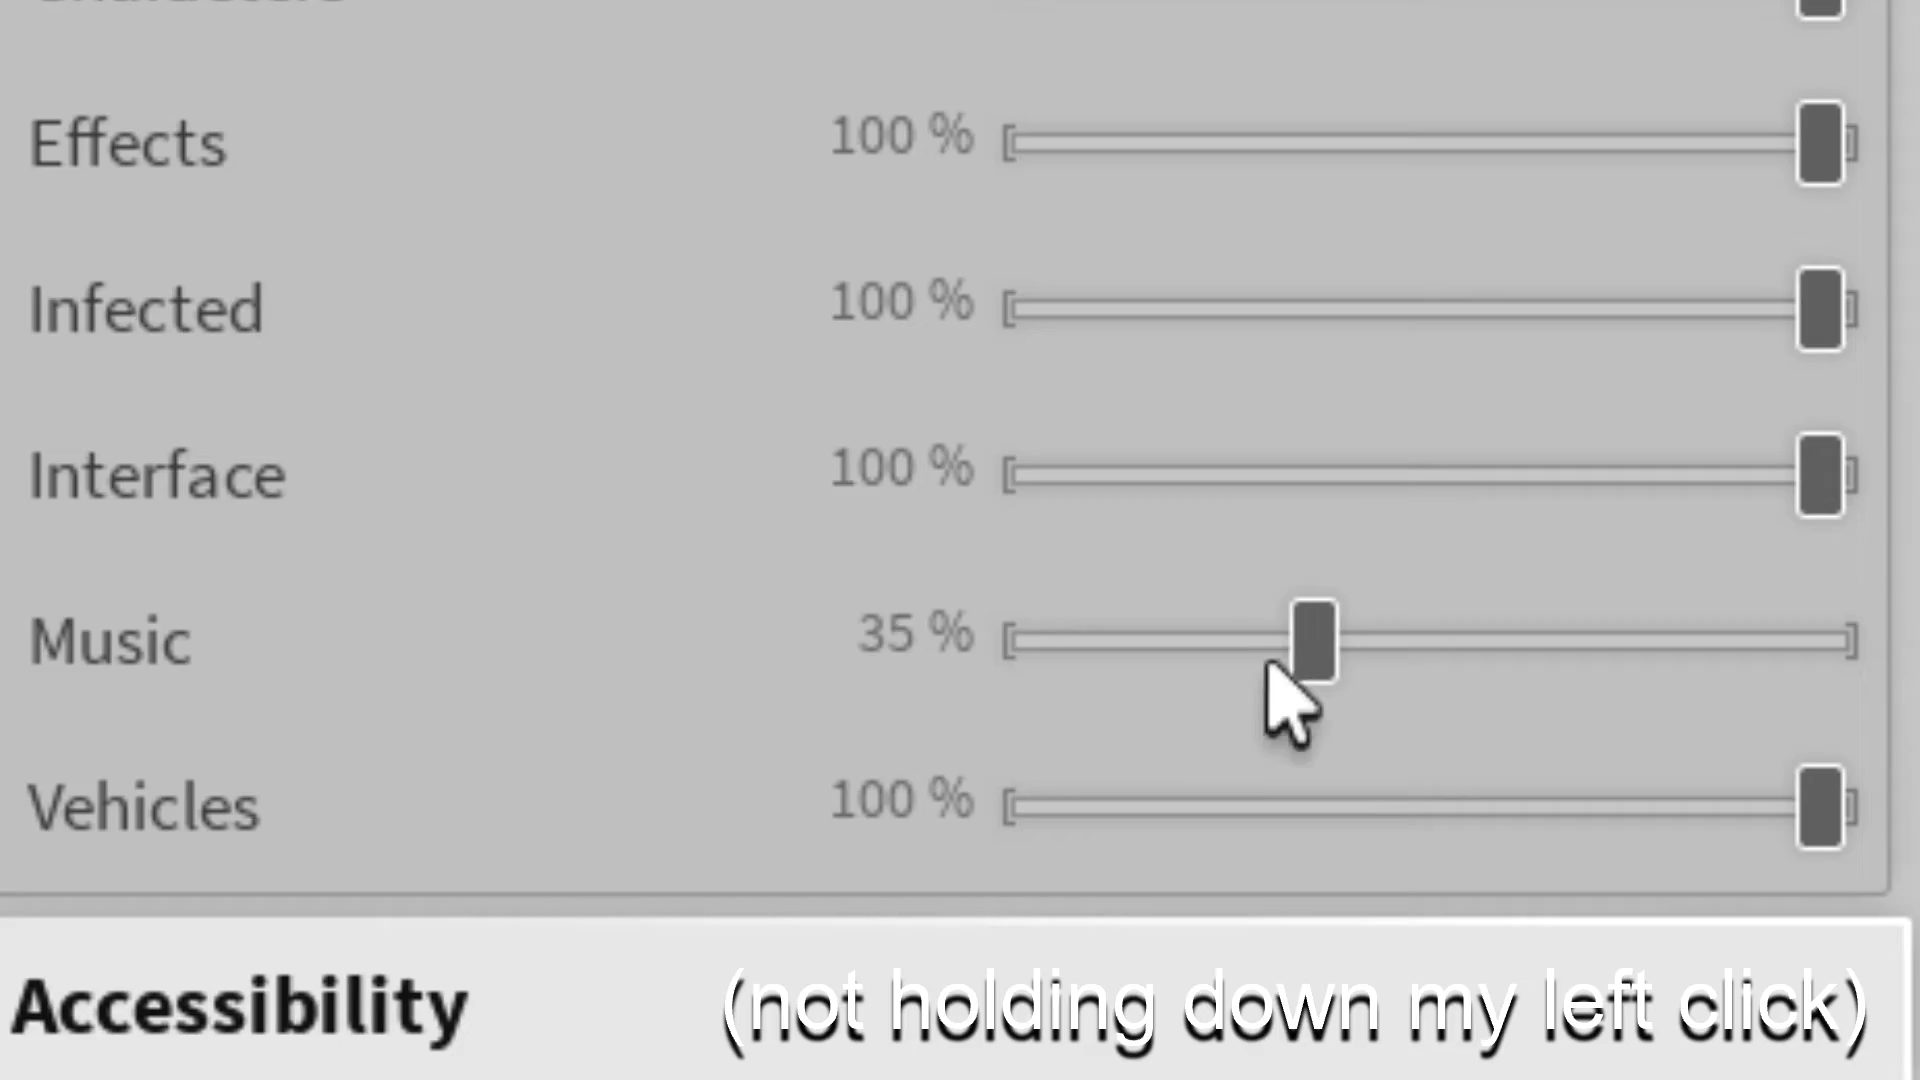 Effects 100 %
Infected 100 %
Interface 100 %
Music 35 %
Vehicles 100 %
Accessibility (not holding down my left click)